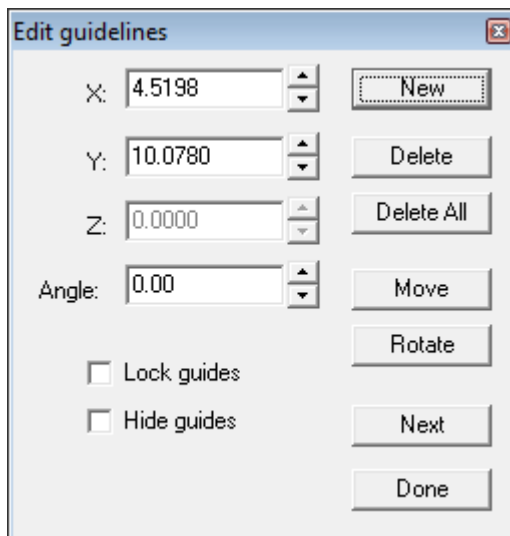 Edit guidelines
X: 4.5198 New
Y: 10.0780 Delete
Z: 0.0000 Delete All
Angle: 0.00 Move
Rotate
Lock guides
Hide guides Next
Done